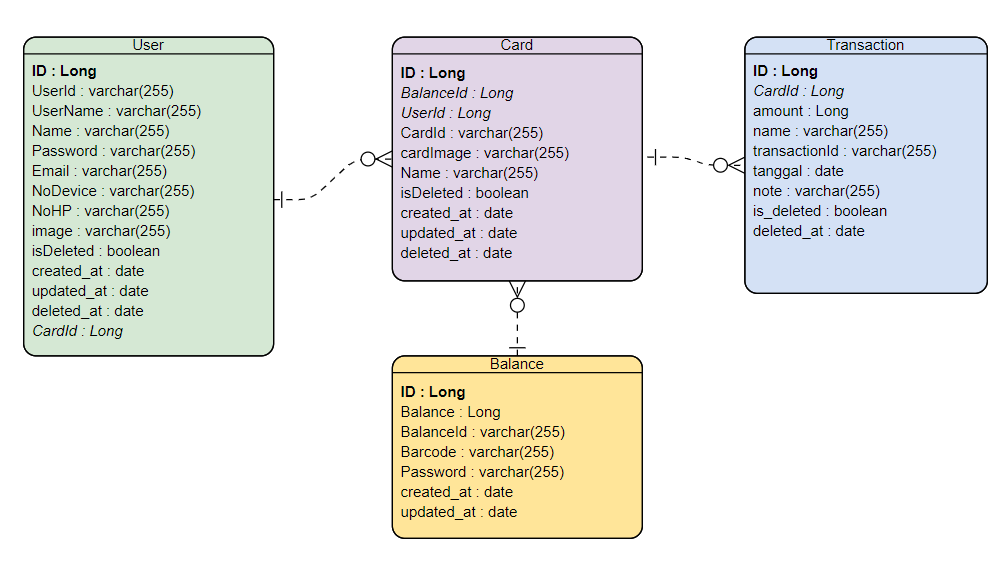 User
ID : Long
UserId : varchar(255)
UserName : varchar(255)
Name : varchar(255)
Password : varchar(255)
Email : varchar(255)
NoDevice : varchar(255)
NoHP : varchar(255)
image : varchar(255)
isDeleted : boolean
created_at : date
updated_at : date
deleted_at : date
CardId : Long
Card
ID : Long
BalanceId : Long
UserId : Long
CardId : varchar(255)
cardImage : varchar(255)
Name : varchar(255)
isDeleted : boolean
created_at : date
updated_at : date
deleted_at : date
Transaction
ID : Long
CardId : Long
amount : Long
name : varchar(255)
transactionId : varchar(255)
tanggal : date
note : varchar(255)
is_deleted : boolean
deleted_at : date
Balance
ID : Long
Balance : Long
BalanceId : varchar(255)
Barcode : varchar(255)
Password : varchar(255)
created_at : date
updated_at : date